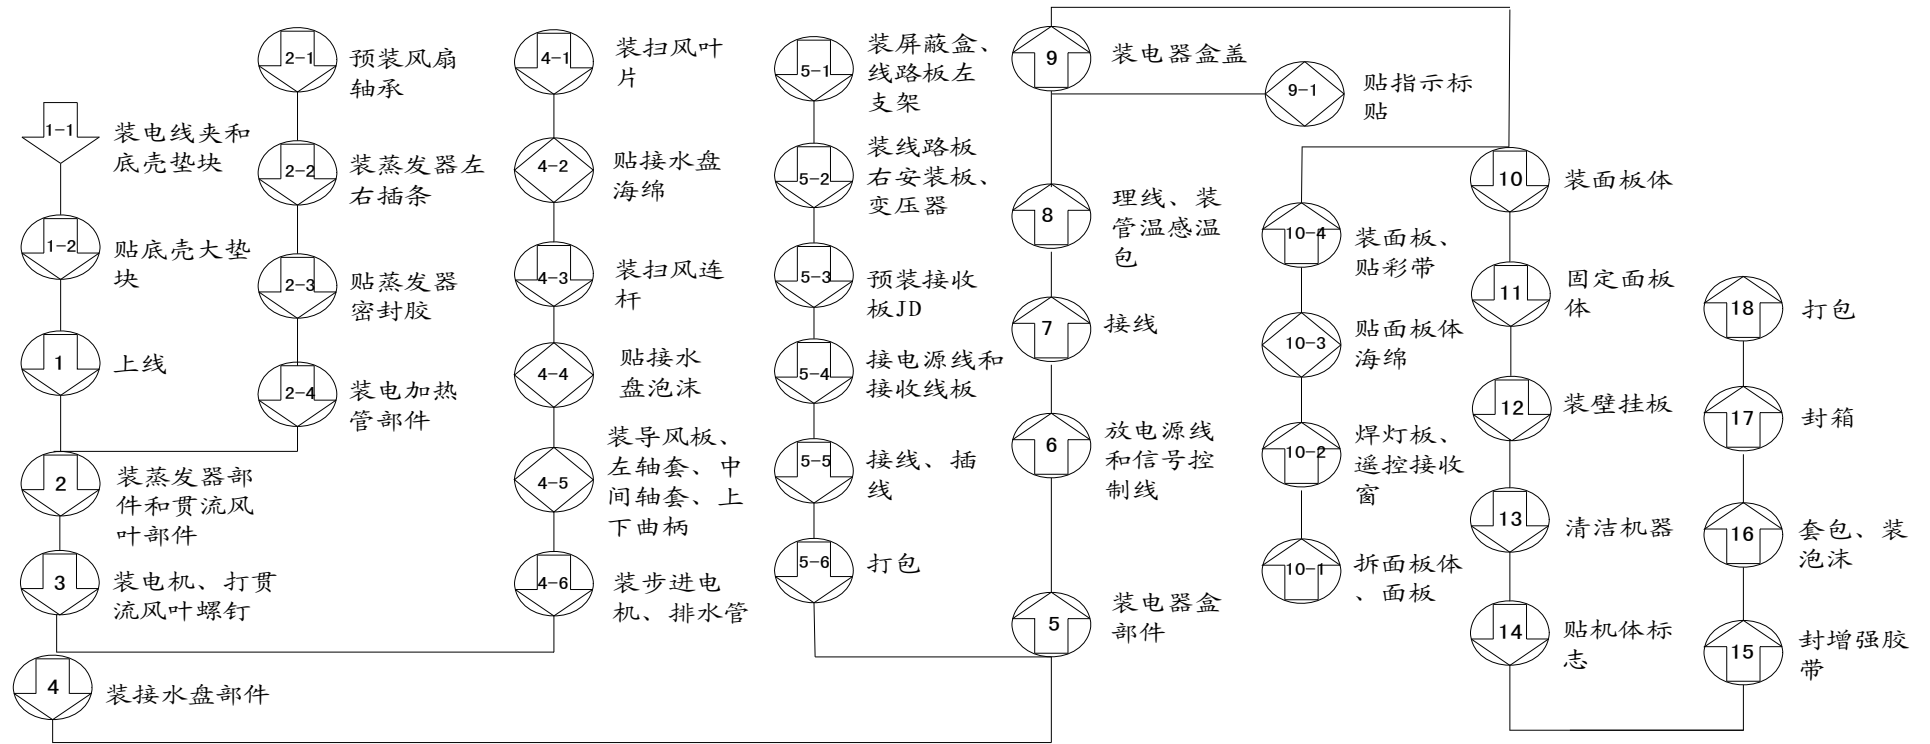 1-1
装电线夹和
底壳垫块
1-2
贴底壳大垫
块
1
上线
2
装蒸发器部
件和贯流风
叶部件
3
装电机、打贯
流风叶螺钉
4
装接水盘部件
2-1
预装风扇
轴承
2-2
装蒸发器左
右插条
2-3
贴蒸发器
密封胶
2-4
装电加热
管部件
4-1
装扫风叶
片
4-2
贴接水盘
海绵
4-3
装扫风连
杆
4-4
贴接水
盘泡沫
4-5
装导风板、
左轴套、中
间轴套、上
下曲柄
4-6
装步进电
机、排水管
5-1
装屏蔽盒、
线路板左
支架
5-2
装线路板
右安装板、
变压器
5-3
预装接收
板JD
5-4
接电源线和
接收线板
5-5
接线、插
线
5-6
打包
9
装电器盒盖
8
理线、装
管温感温
包
7
接线
6
放电源线
和信号控
制线
5
装电器盒
部件
9-1
贴指示标
贴
10-4
装面板、
贴彩带
10-3
贴面板体
海绵
10-2
焊灯板、
遥控接收
窗
10-1
拆面板体
、面板
10
装面板体
11
固定面板
体
12
装壁挂板
13
清洁机器
14
贴机体标
志
18
打包
17
封箱
16
套包、装
泡沫
15
封增强胶
带